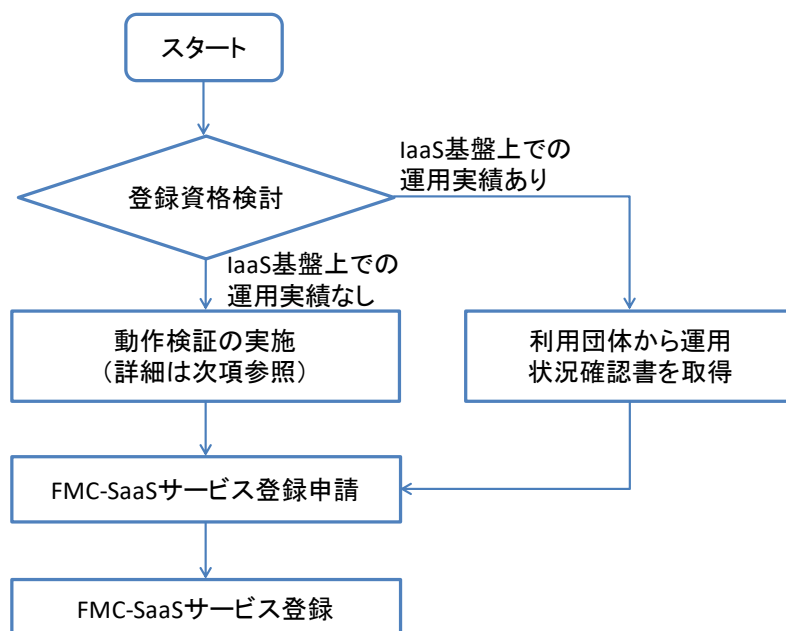 スタート
登録資格検討
IaaS基盤上での
運用実績あり
IaaS基盤上での
運用実績なし
動作検証の実施
（詳細は次項参照）
利用団体から運用
状況確認書を取得
FMC-SaaSサービス登録申請
FMC-SaaSサービス登録